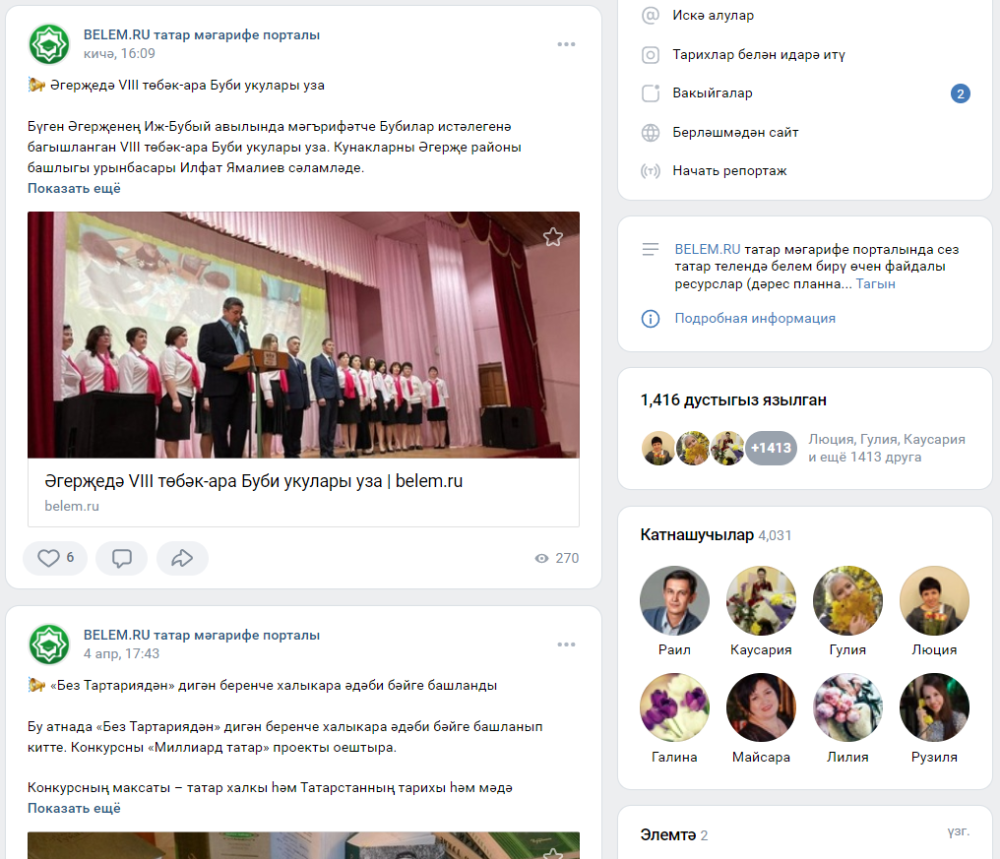 BELEM.RU татар мәгарифе порталы
кичә, 16:09
Әгерҗедә VIII төбәк-ара Буби укулары уза
Бүген Әгерҗенең Иж-Бубый авылында мәгърифәтче Бубилар истәлегенә
багышланган VIII төбәк-ара Буби укулары уза. Кунакларны Әгерҗе районы
башлыгы урынбасары Илфат Ямалиев сәламләде.
Показать ещё
Әгерҗедә VIII төбәк-ара Буби укулары уза | belem.ru
belem.ru
6
270
BELEM.RU татар мәгарифе порталы
4 апр, 17:43
«Без Тартариядән» дигән беренче халыкара әдәби бәйге башланды
Бу атнада «Без Тартариядән» дигән беренче халыкара әдәби бәйге башланып
китте. Конкурсны «Миллиард татар» проекты оештыра.
Конкурсның максаты – татар халкы һәм Татарстанның тарихы һәм мәдә
Показать ещё
Искә алулар
Тарихлар белән идарә итү
Вакыйгалар 2
Берләшмәдән сайт
Начать репортаж
BELEM.RU татар мәгарифе порталында сез
татар телендә белем бирү өчен файдалы
ресурслар (дәрес планна... Тагын
Подробная информация
1,416 дустыгыз язылган
+1413
Люция, Гулия, Каусария
и ещё 1413 друга
Катнашучылар 4,031
Раил Каусария Гулия Люция
Галина Майсара Лилия Рузиля
Элемтә 2 үзг.